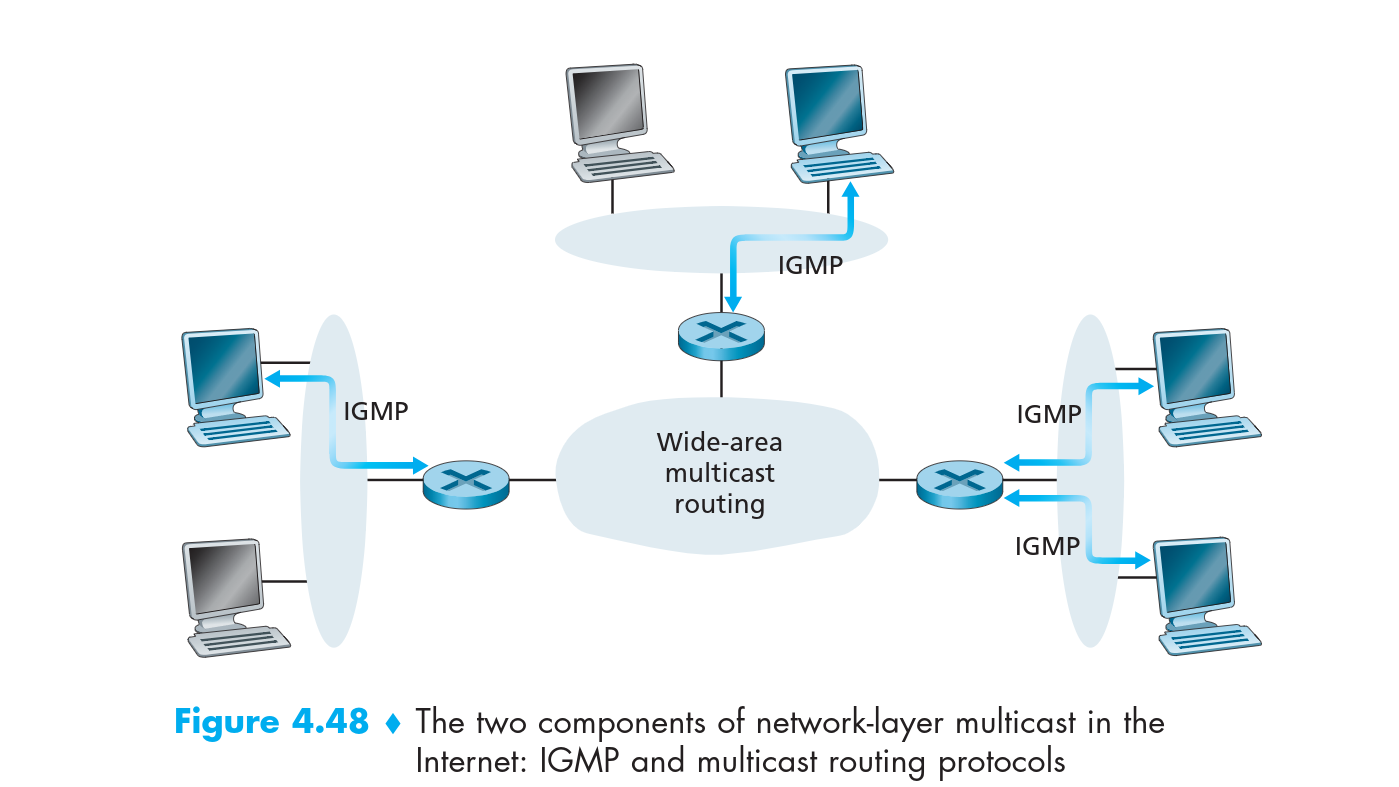 IGMP
IGMP
IGMP
Wide-area
multicast
routing
IGMP
Figure 4.48 ♦ The two components of network-layer multicast in the
Internet: IGMP and multicast routing protocols